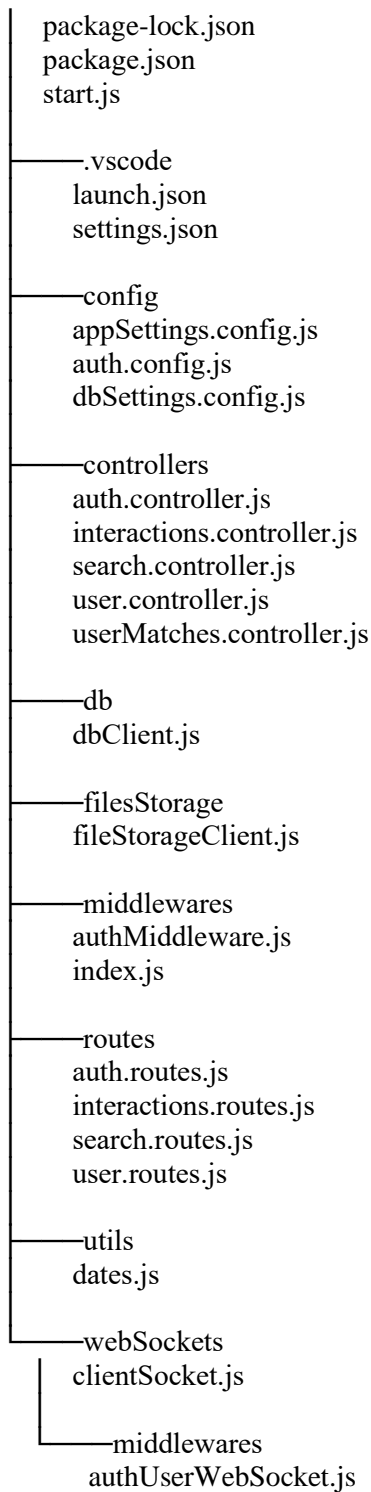 package-lock.json
package.json
start.js
.vscode
launch.json
settings.json
config
appSettings.config.js
auth.config.js
dbSettings.config.js
controllers
auth.controller.js
interactions.controller.js
search.controller.js
user.controller.js
userMatches.controller.js
db
dbClient.js
filesStorage
fileStorageClient.js
middlewares
authMiddleware.js
index.js
routes
auth.routes.js
interactions.routes.js
search.routes.js
user.routes.js
utils
dates.js
webSockets
clientSocket.js
middlewares
authUserWebSocket.js